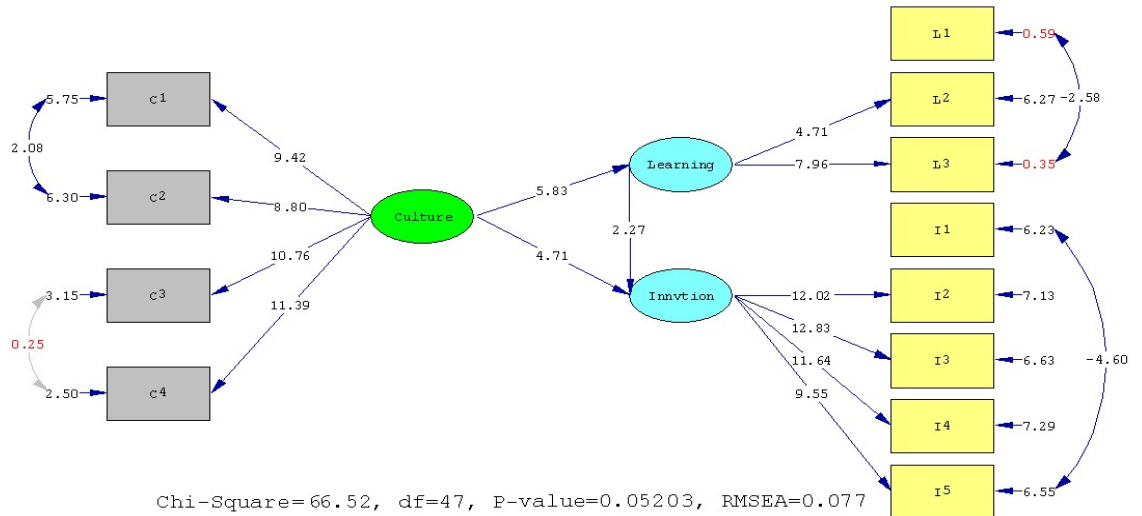 L1
0.59
5.75
C1
6.27
-2.58
L2
4.71
2.08
9.42
Learning
7.96
L3
0.35
5.83
6.30
C2
8.80
Culture
2.27
I1
6.23
4.71
10.76
3.15
C3
Innvtion
12.02
I2
7.13
11.39
12.83
0.25
11.64
I3
6.63
-4.60
2.50
C4
9.55
I4
7.29
I5
6.55
Chi-Square=66.52, df=47, P-value=0.05203, RMSEA=0.077